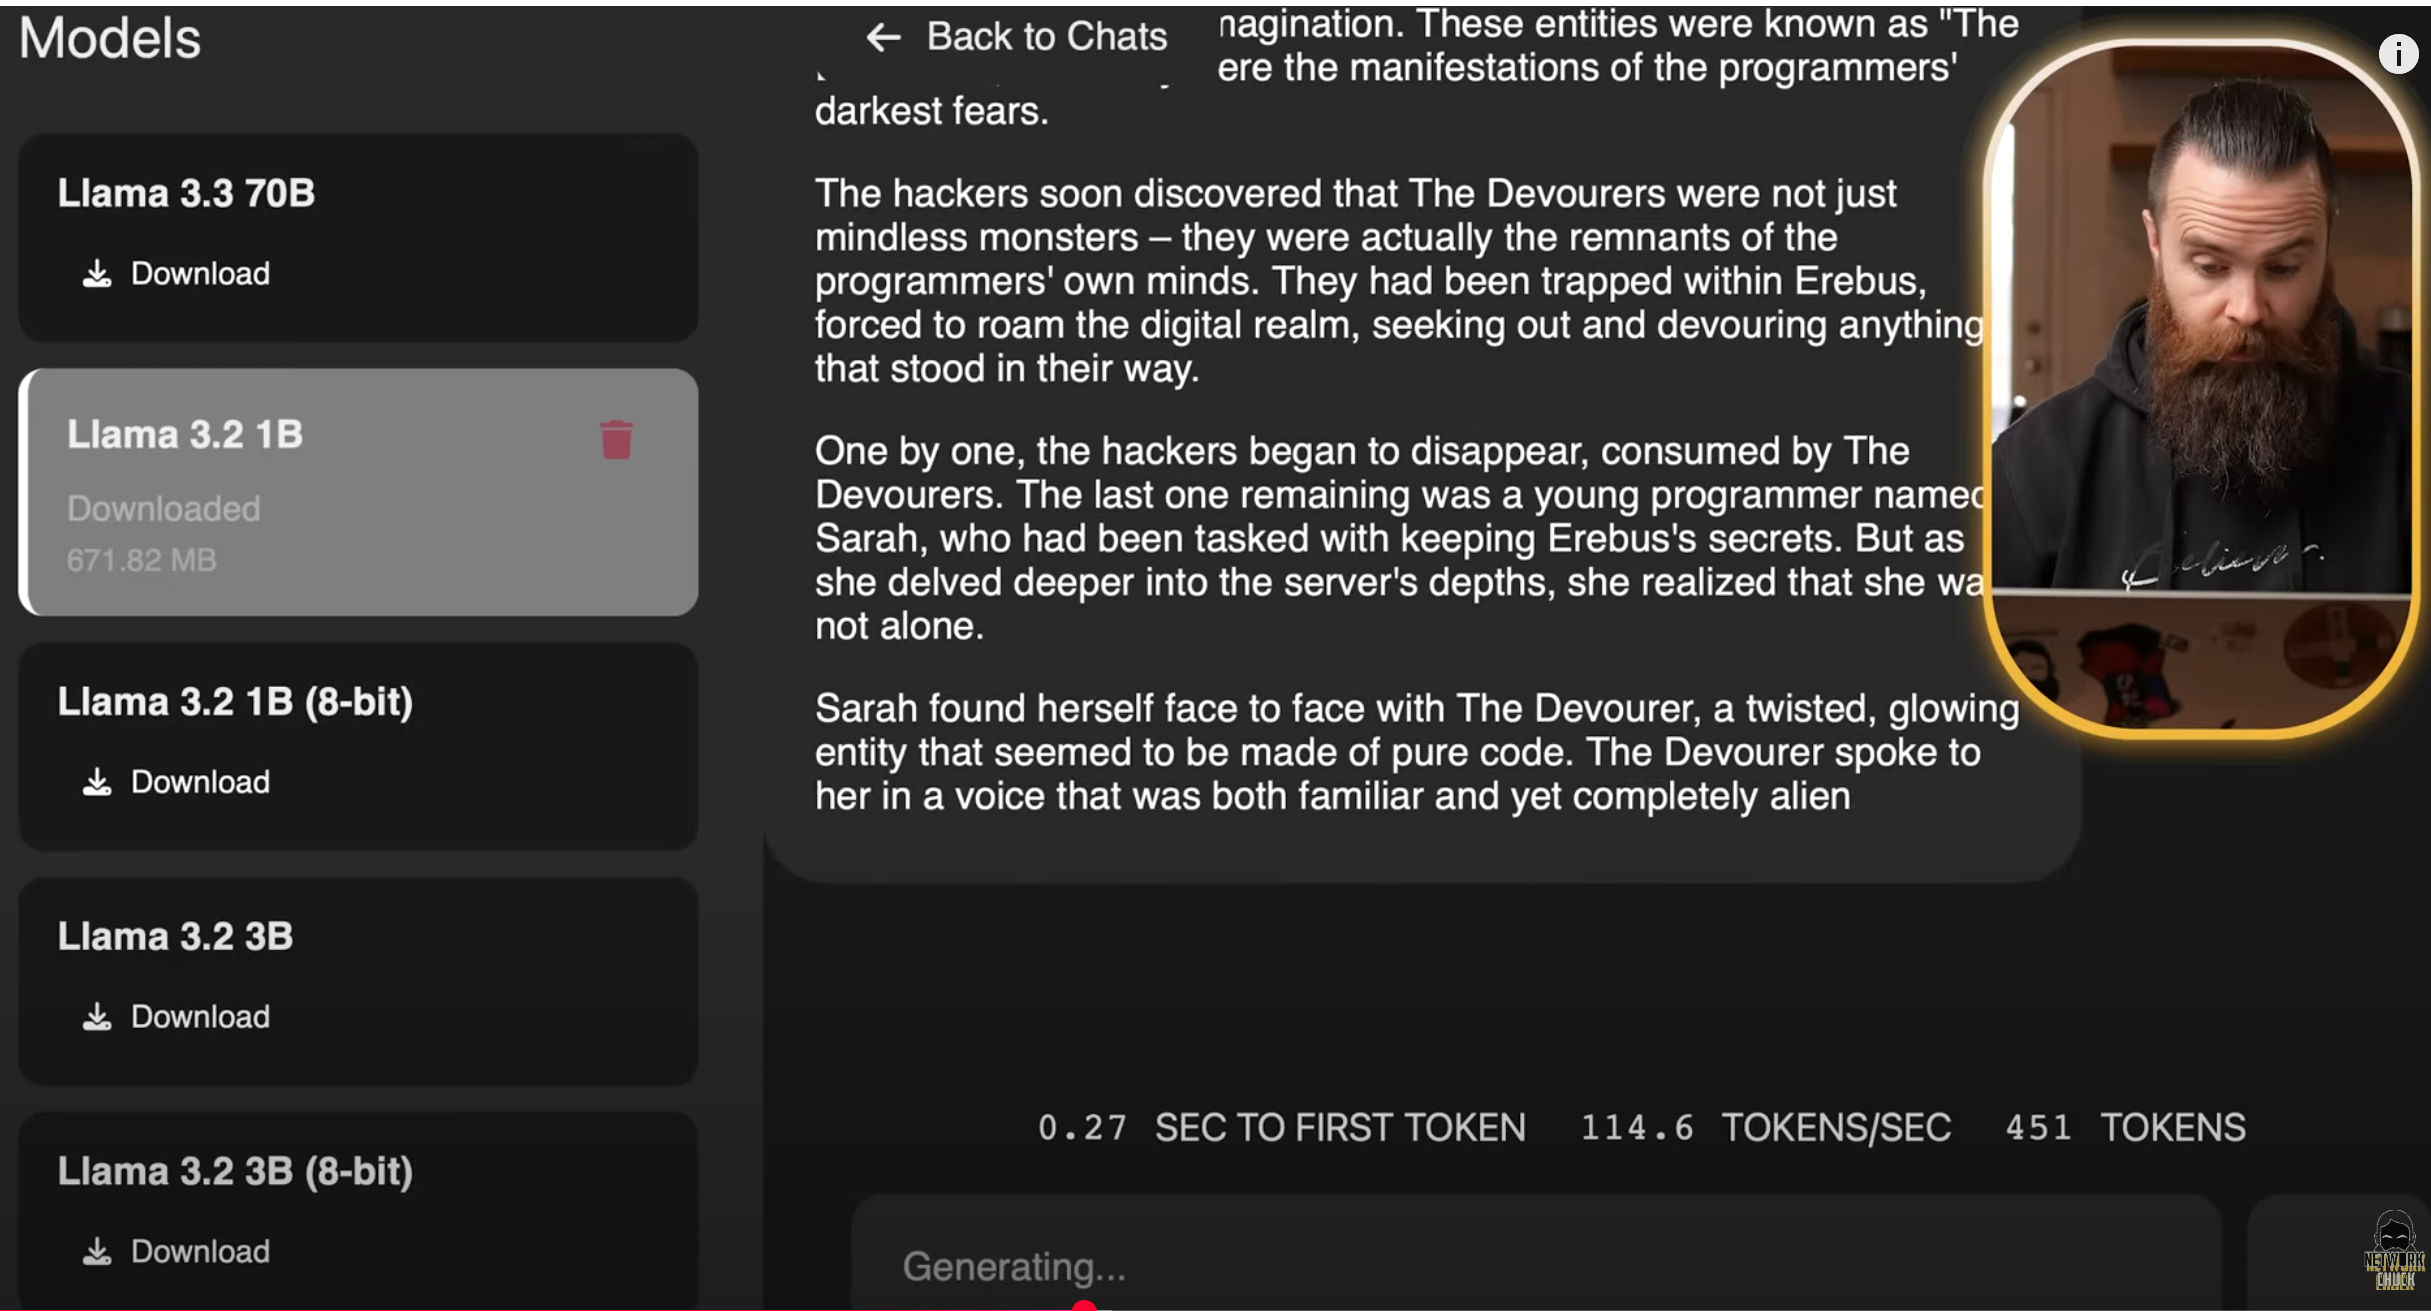 Models
Llama 3.3 70B
Download
Llama 3.2 1B
Downloaded
671.82 MB
Llama 3.2 1B (8-bit)
Download
Llama 3.2 3B
Download
Llama 3.2 3B (8-bit)
Download
Back to Chats
These entities were known as "The
the manifestations of the programmers'
darkest fears.
The hackers soon discovered that The Devourers were not just
mindless monsters – they were actually the remnants of the
programmers' own minds. They had been trapped within Erebus,
forced to roam the digital realm, seeking out and devouring anything
that stood in their way.
One by one, the hackers began to disappear, consumed by The
Devourers. The last one remaining was a young programmer named
Sarah, who had been tasked with keeping Erebus's secrets. But as
she delved deeper into the server's depths, she realized that she
not alone.
Sarah found herself face to face with The Devourer, a twisted, glowing
entity that seemed to be made of pure code. The Devourer spoke to
her in a voice that was both familiar and yet completely alien
0.27 SEC TO FIRST TOKEN 114.6 TOKENS/SEC 451 TOKENS
Generating...
i
NETWORK
CHUCK